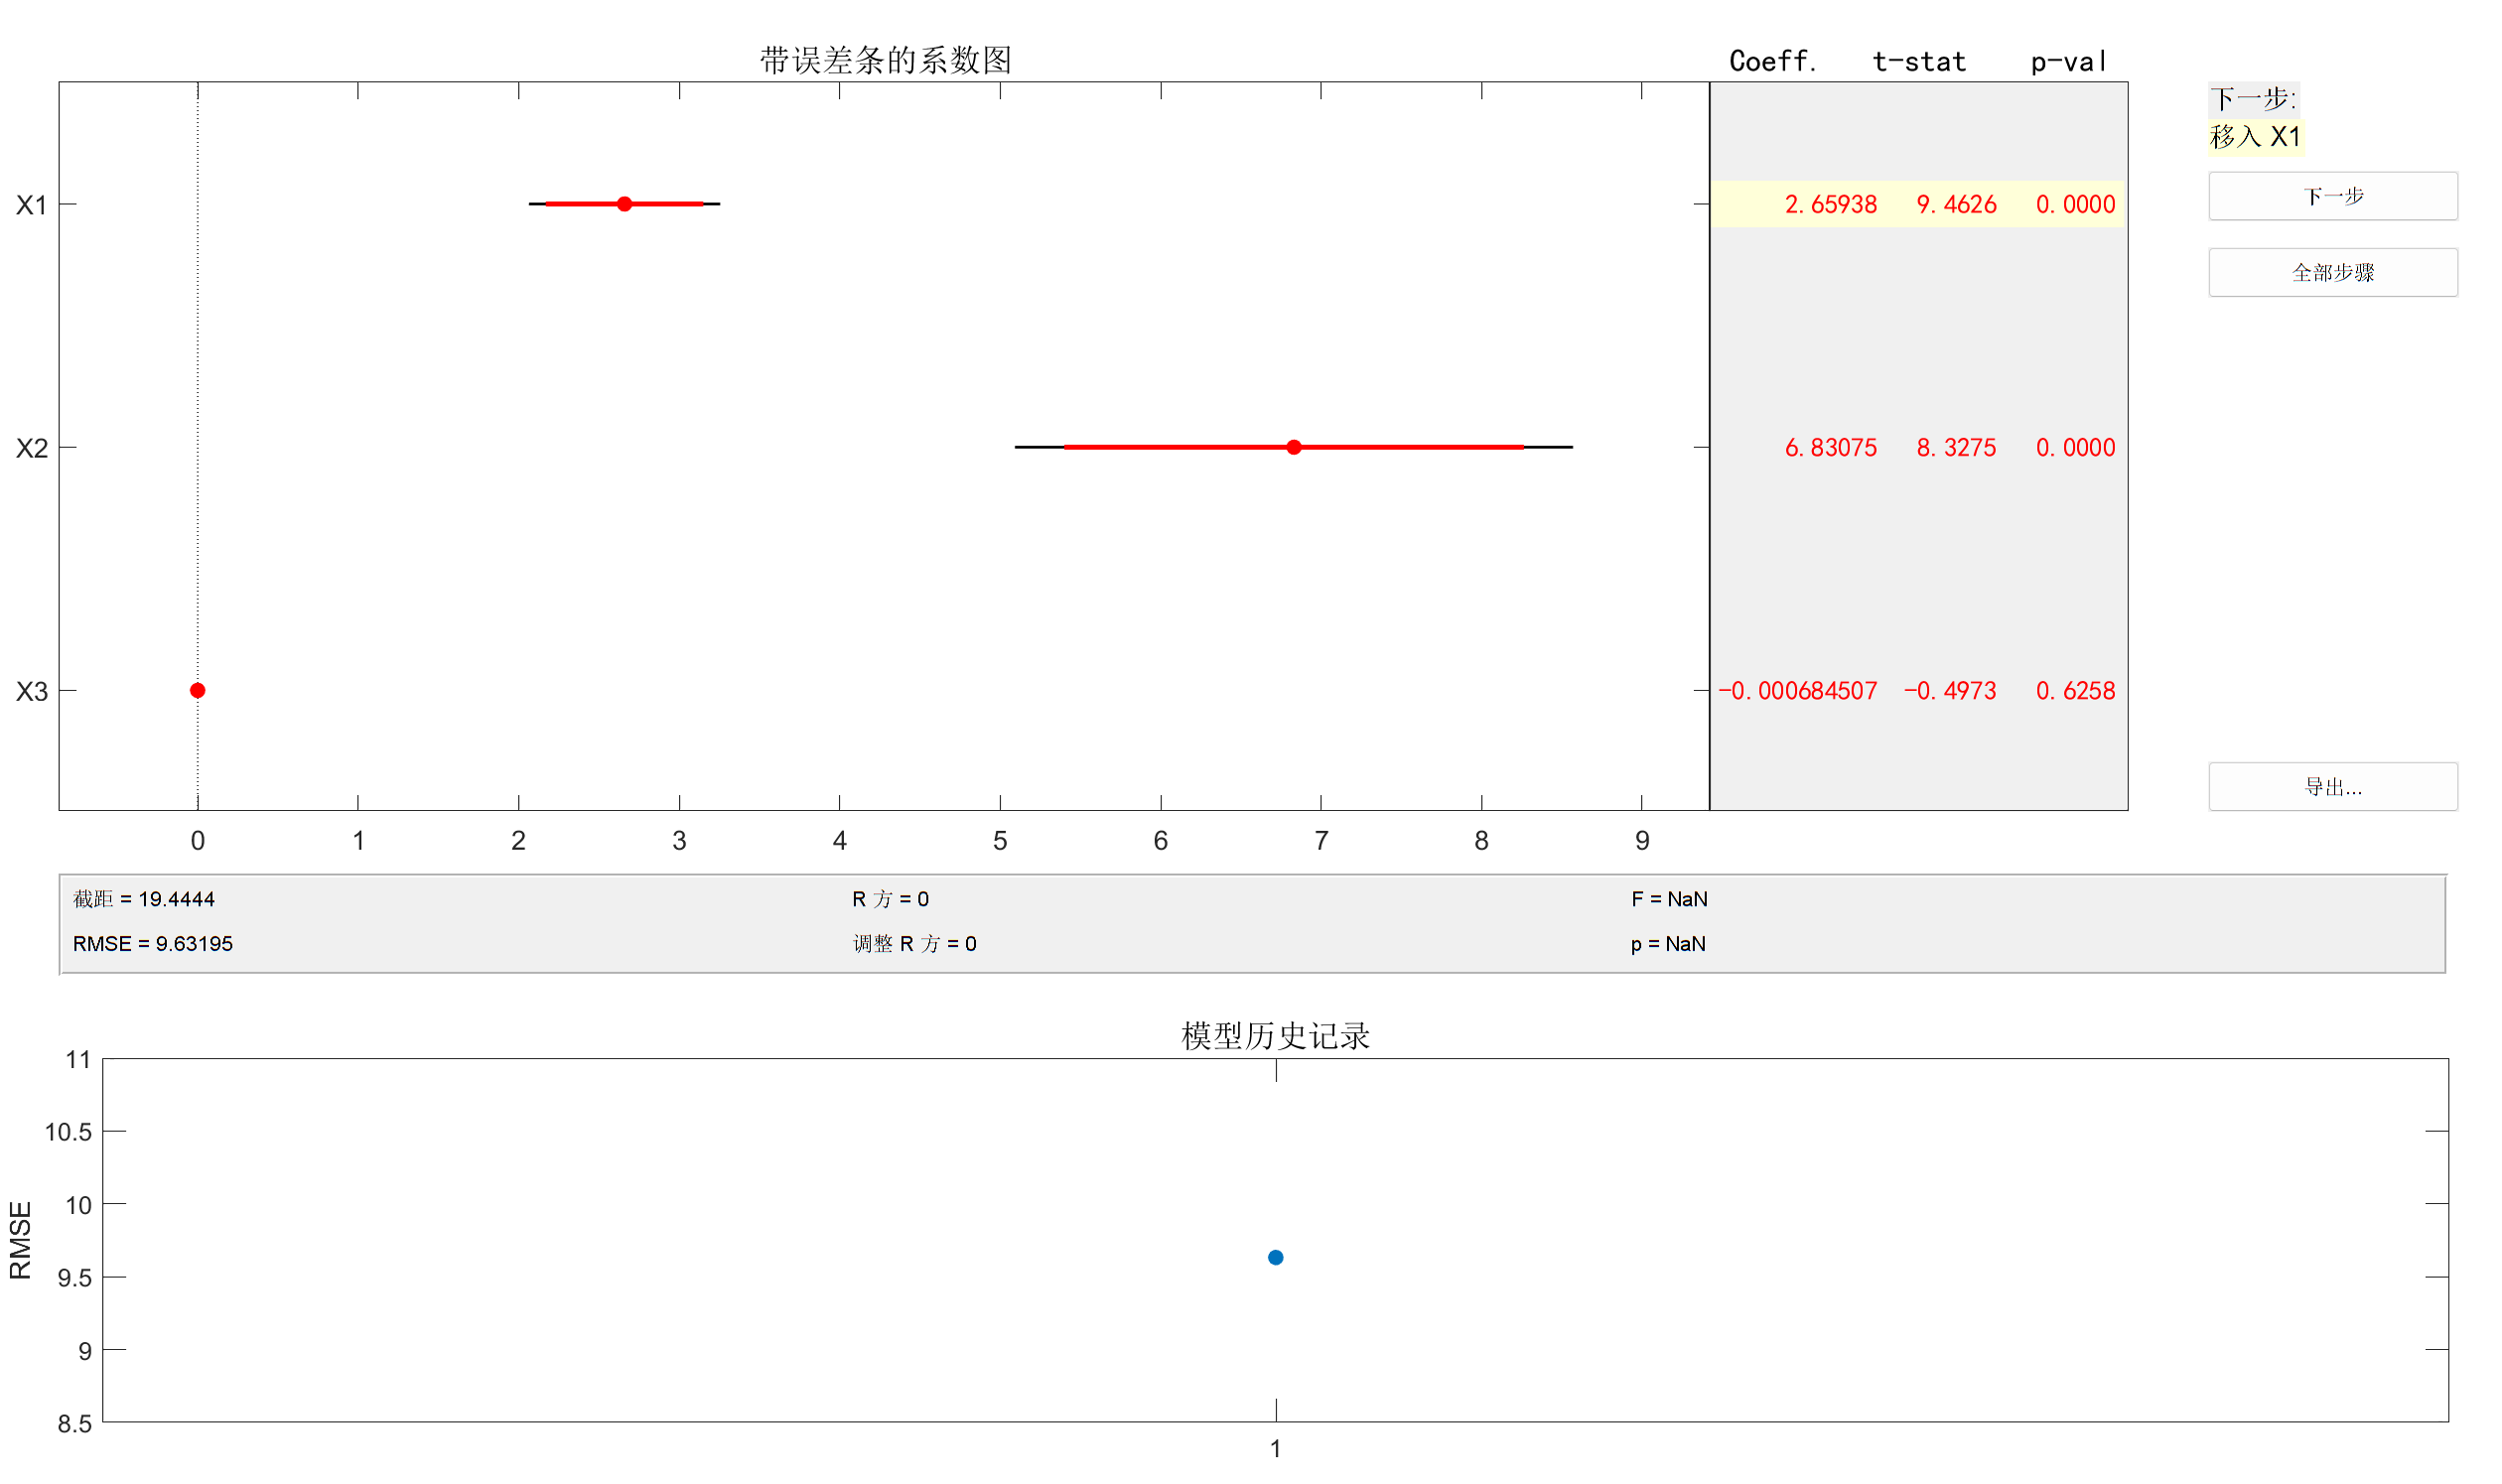 带误差条的系数图
Coeff. t-stat p-val
下一步:
移入 X1
X1 2.65938 9.4626 0.0000
下一步
全部步骤
X2 6.83075 8.3275 0.0000
X3 -0.000684507 -0.4973 0.6258
导出...
0 1 2 3 4 5 6 7 8 9
截距 = 19.4444 R 方 = 0 F = NaN
RMSE = 9.63195 调整 R 方 = 0 p = NaN
模型历史记录
11
10.5
10
9.5
9
8.5
RMSE
1